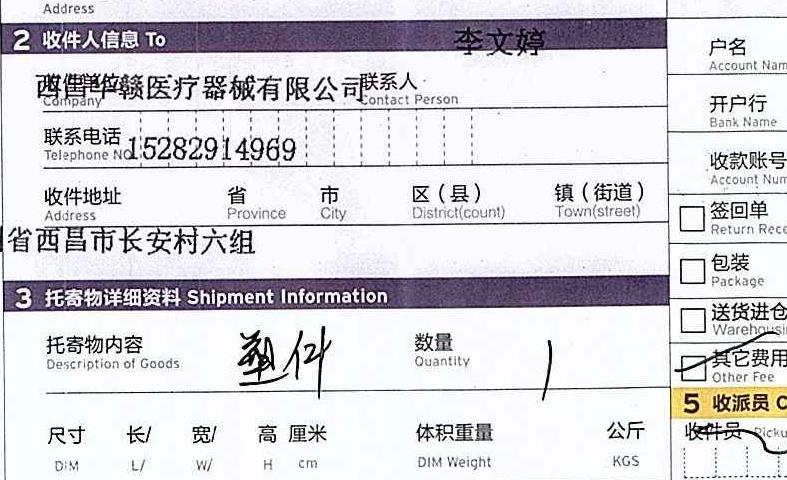 Address
2 收件人信息 To
李文婷
户名
Account Nam
收件单位
西昌华赣医疗器械有限公司
联系人
Company
Contact Person
开户行
Bank Name
联系电话
Telephone NO
15282914969
收款账号
Account Num
收件地址 省 市 区（县） 镇（街道）
Address Province City District(count) Town(street)
签回单
Return Rece
省西昌市长安村六组
包装
Package
3 托寄物详细资料 Shipment Information
送货进仓
Warehousin
托寄物内容 塑件 数量 1
Description of Goods Quantity
其它费用
Other Fee
5 收派员 C
尺寸 长/ 宽/ 高 厘米 体积重量 公斤
DIM L/ W/ H cm DIM Weight KGS
收件员 Picku